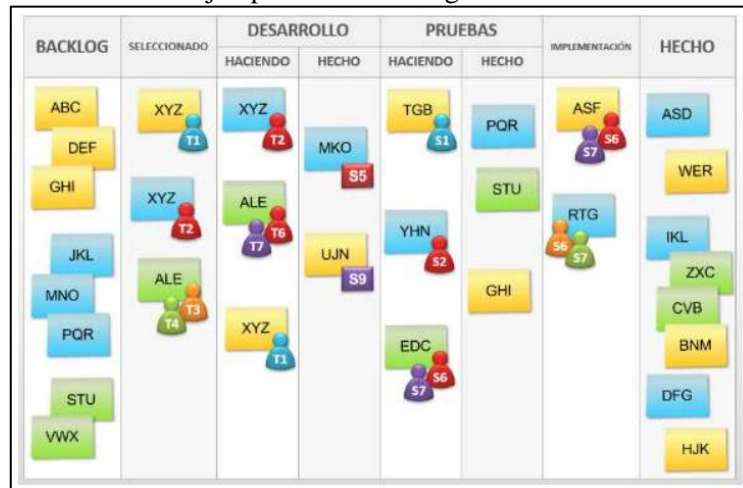 BACKLOG
SELECCIONADO
DESARROLLO
HACIENDO
HECHO
PRUEBAS
HACIENDO
HECHO
IMPLEMENTACIÓN
HECHO
ABC
DEF
GHI
JKL
MNO
PQR
STU
VWX
XYZ
T1
XYZ
T2
ALE
T4
T3
XYZ
T2
ALE
T7
T6
XYZ
T1
MKO
S5
UJN
S9
TGB
S1
YHN
S2
EDC
S7
S6
PQR
STU
GHI
ASF
S7
S6
RTG
S6
S7
ASD
WER
IKL
ZXC
CVB
BNM
DFG
HJK